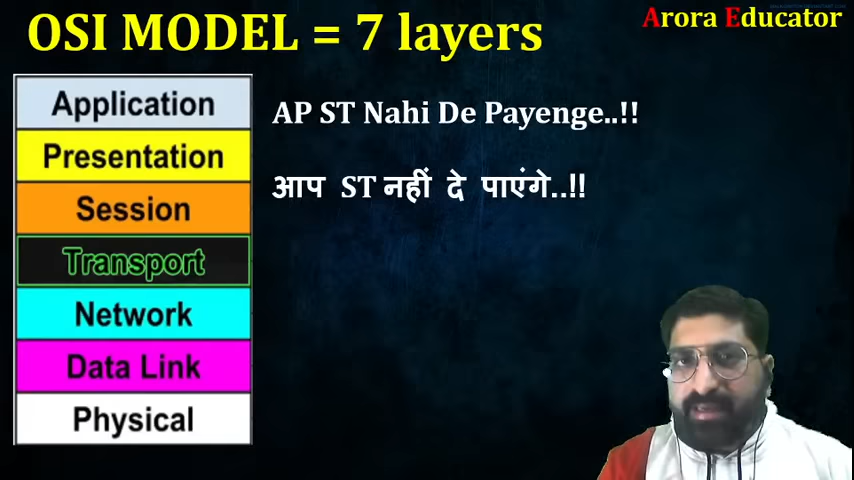 OSI MODEL = 7 layers
Arora Educator
Application
Presentation
Session
Transport
Network
Data Link
Physical
AP ST Nahi De Payenge..!!
आप ST नहीं दे पाएंगे..!!